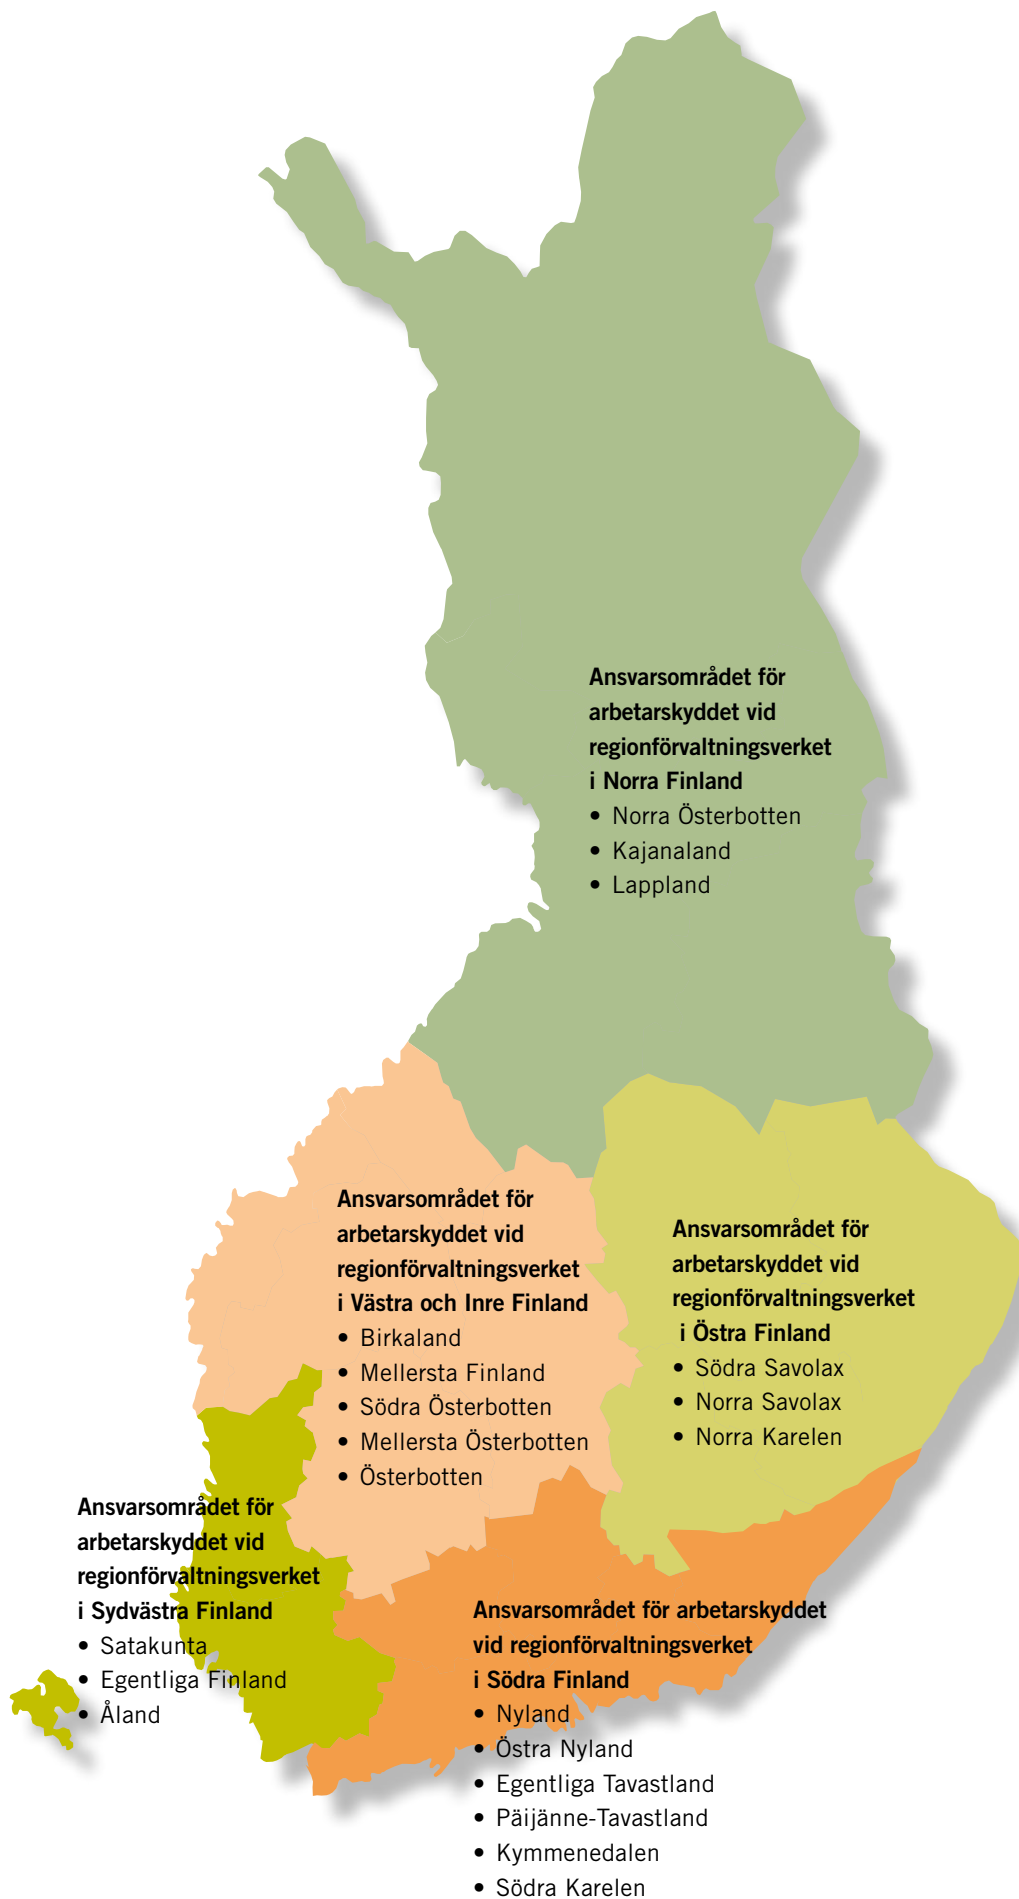 Ansvarsområdet för
arbetarskyddet vid
regionförvaltningsverket
i Norra Finland
• Norra Österbotten
• Kajanaland
• Lappland
Ansvarsområdet för
arbetarskyddet vid
regionförvaltningsverket
i Västra och Inre Finland
• Birkaland
• Mellersta Finland
• Södra Österbotten
• Mellersta Österbotten
• Österbotten
Ansvarsområdet för
arbetarskyddet vid
regionförvaltningsverket
i Östra Finland
• Södra Savolax
• Norra Savolax
• Norra Karelen
Ansvarsområdet för
arbetarskyddet vid
regionförvaltningsverket
i Sydvästra Finland
• Satakunta
• Egentliga Finland
• Åland
Ansvarsområdet för arbetarskyddet
vid regionförvaltningsverket
i Södra Finland
• Nyland
• Östra Nyland
• Egentliga Tavastland
• Päijänne-Tavastland
• Kymmenedalen
• Södra Karelen